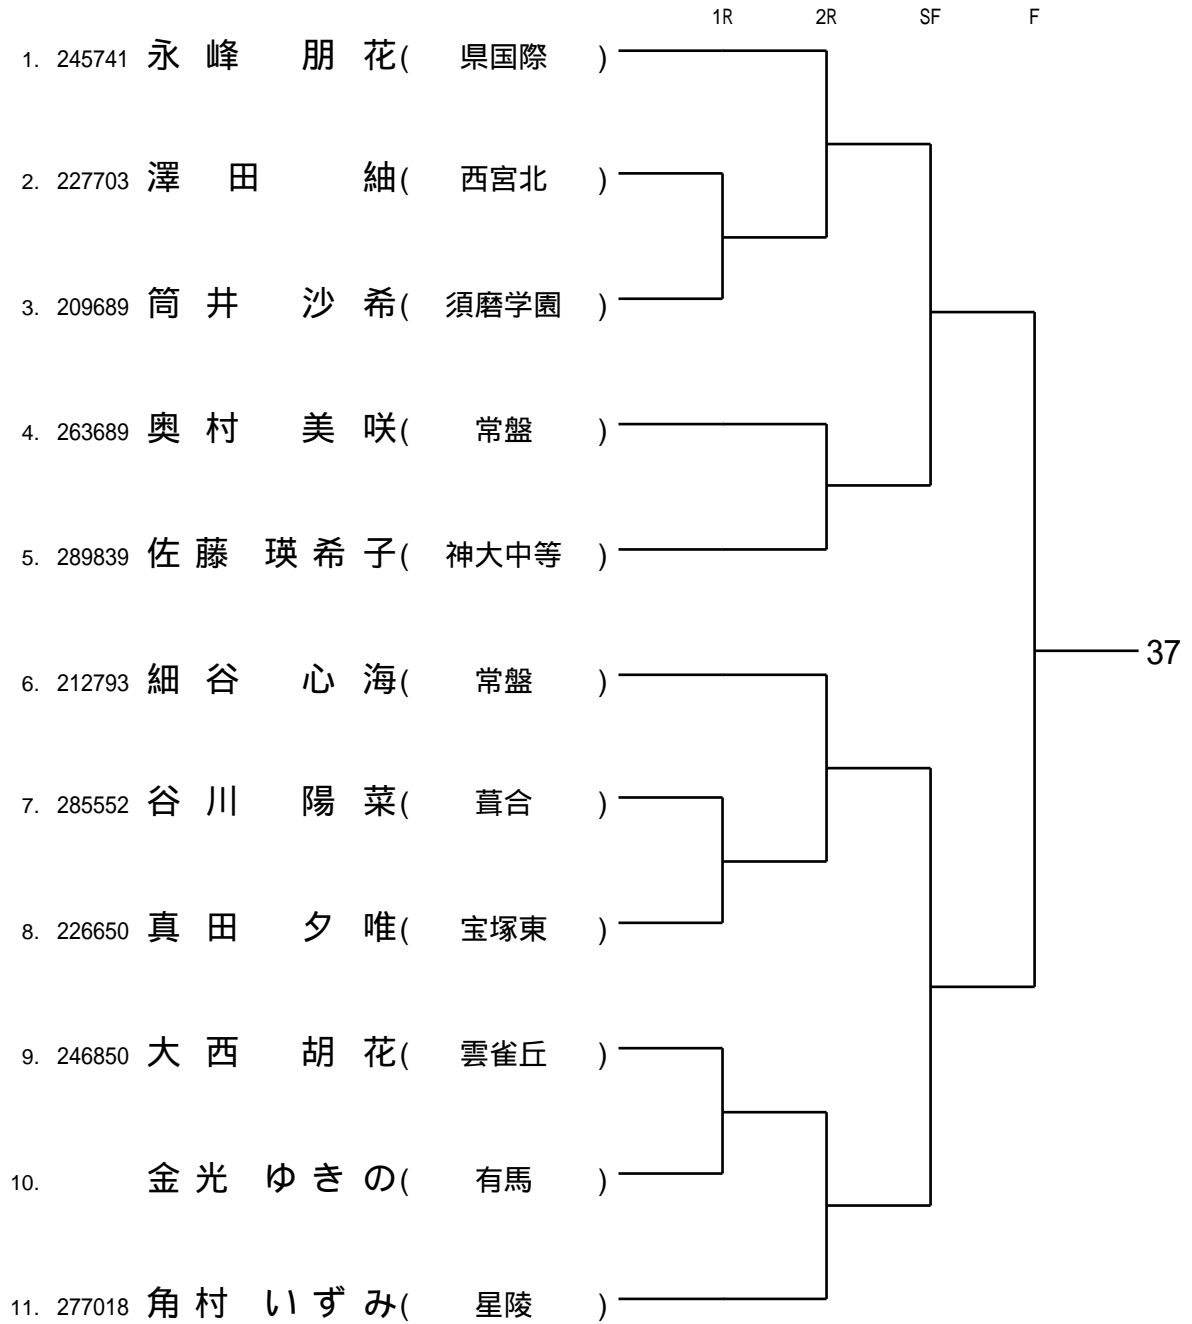 1R 2R SF F
1. 245741 永峰 朋花( 県国際 )
2. 227703 澤田 紬( 西宮北 )
3. 209689 筒井 沙希( 須磨学園 )
4. 263689 奥村 美咲( 常盤 )
5. 289839 佐藤 瑛希子( 神大中等 )
37
6. 212793 細谷 心海( 常盤 )
7. 285552 谷川 陽菜( 葺合 )
8. 226650 真田 夕唯( 宝塚東 )
9. 246850 大西 胡花( 雲雀丘 )
10. 金光 ゆきの( 有馬 )
11. 277018 角村 いずみ( 星陵 )